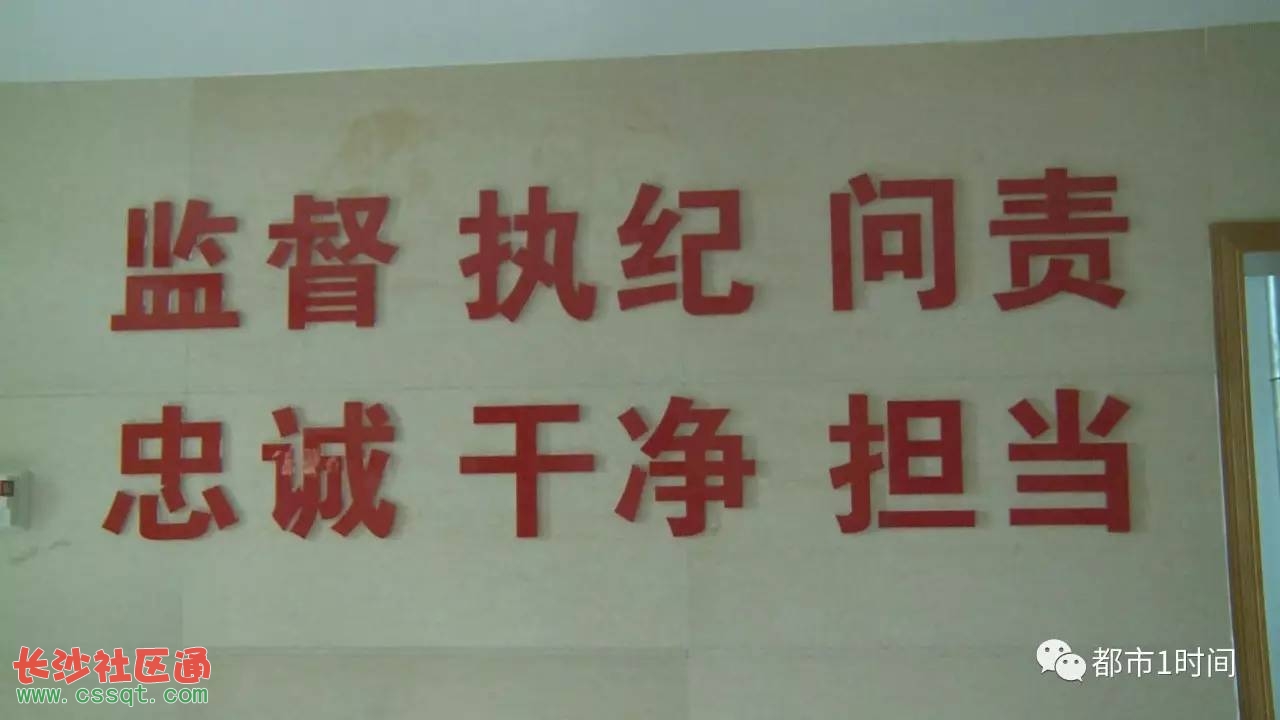 监督 执纪 问责
忠诚 干净 担当
长沙社区通
www.cssqt.com
都市1时间